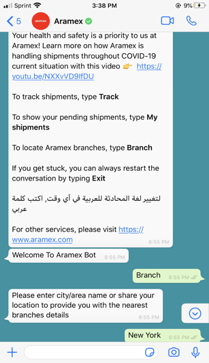 Sprint
3:38 PM
9%
5
Aramex
Your health and safety is a priority to us at
Aramex! Learn more on how Aramex is
handling shipments throughout COVID-19
current situation with this video 👉 https://
youtu.be/NXXvVD9lfDU
To track shipments, type Track
To show your pending shipments, type My
shipments
To locate Aramex branches, type Branch
If you get stuck, you can always restart the
conversation by typing Exit
لتغيير لغة المحادثة للعربية في أي وقت, اكتب كلمة
عربي
For other services, please visit https://
www.aramex.com
9:55 PM
Welcome To Aramex Bot
9:55 PM
Branch
9:55 PM
Please enter city/area name or share your
location to provide you with the nearest
branches details
9:55 PM
New York
9:55 PM